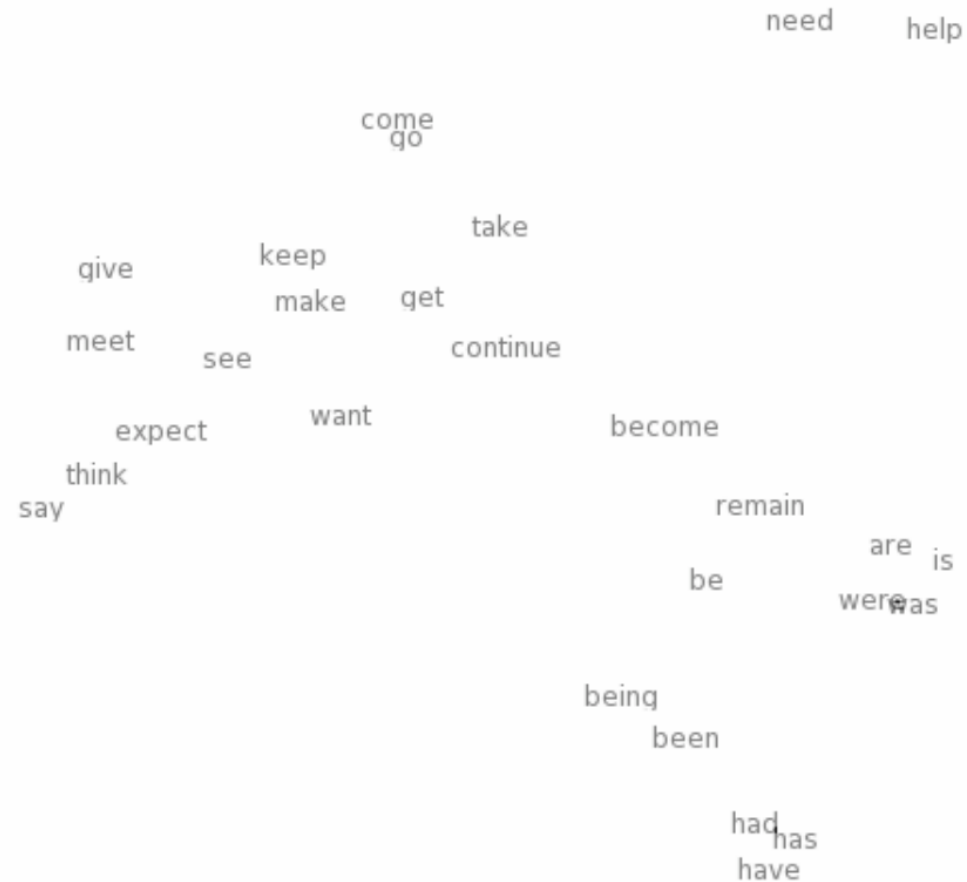 need help
come
go
take
keep
give
make get
meet
see continue
want
expect become
think
say remain
are is
be
were was
being
been
had
has
have